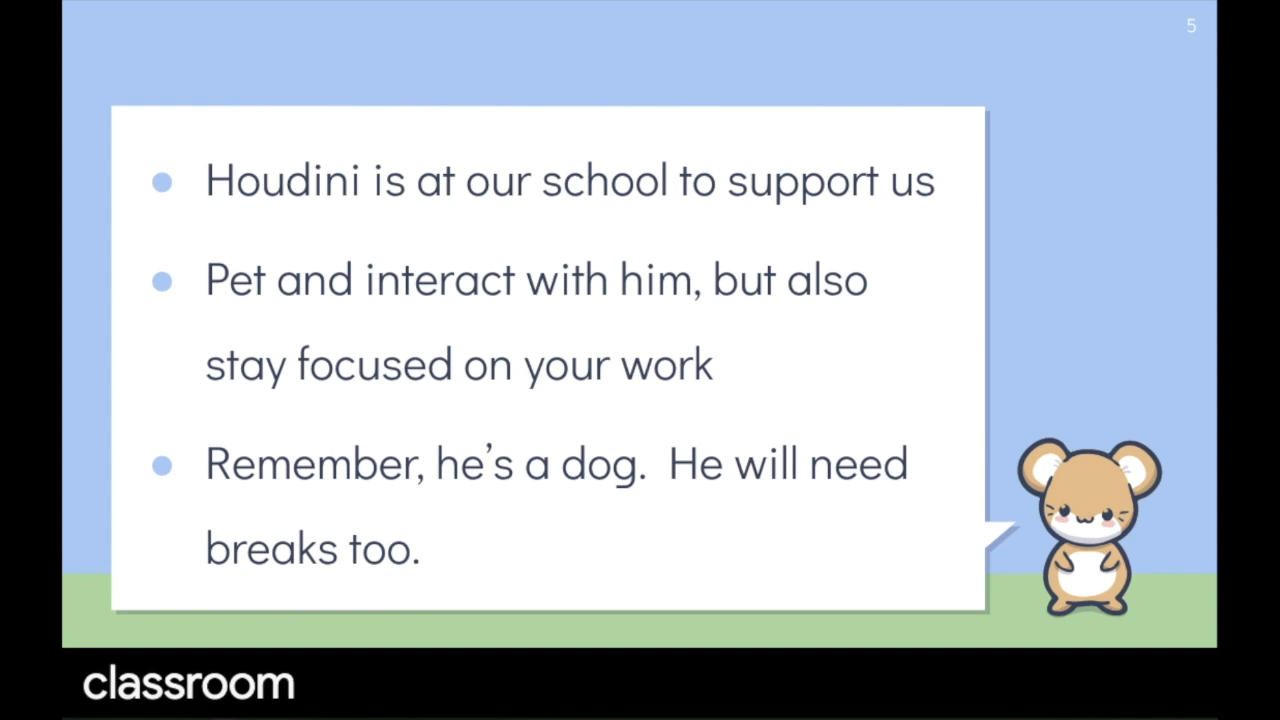 5
Houdini is at our school to support us
Pet and interact with him, but also
stay focused on your work
Remember, he’s a dog.  He will need
breaks too.
classroom